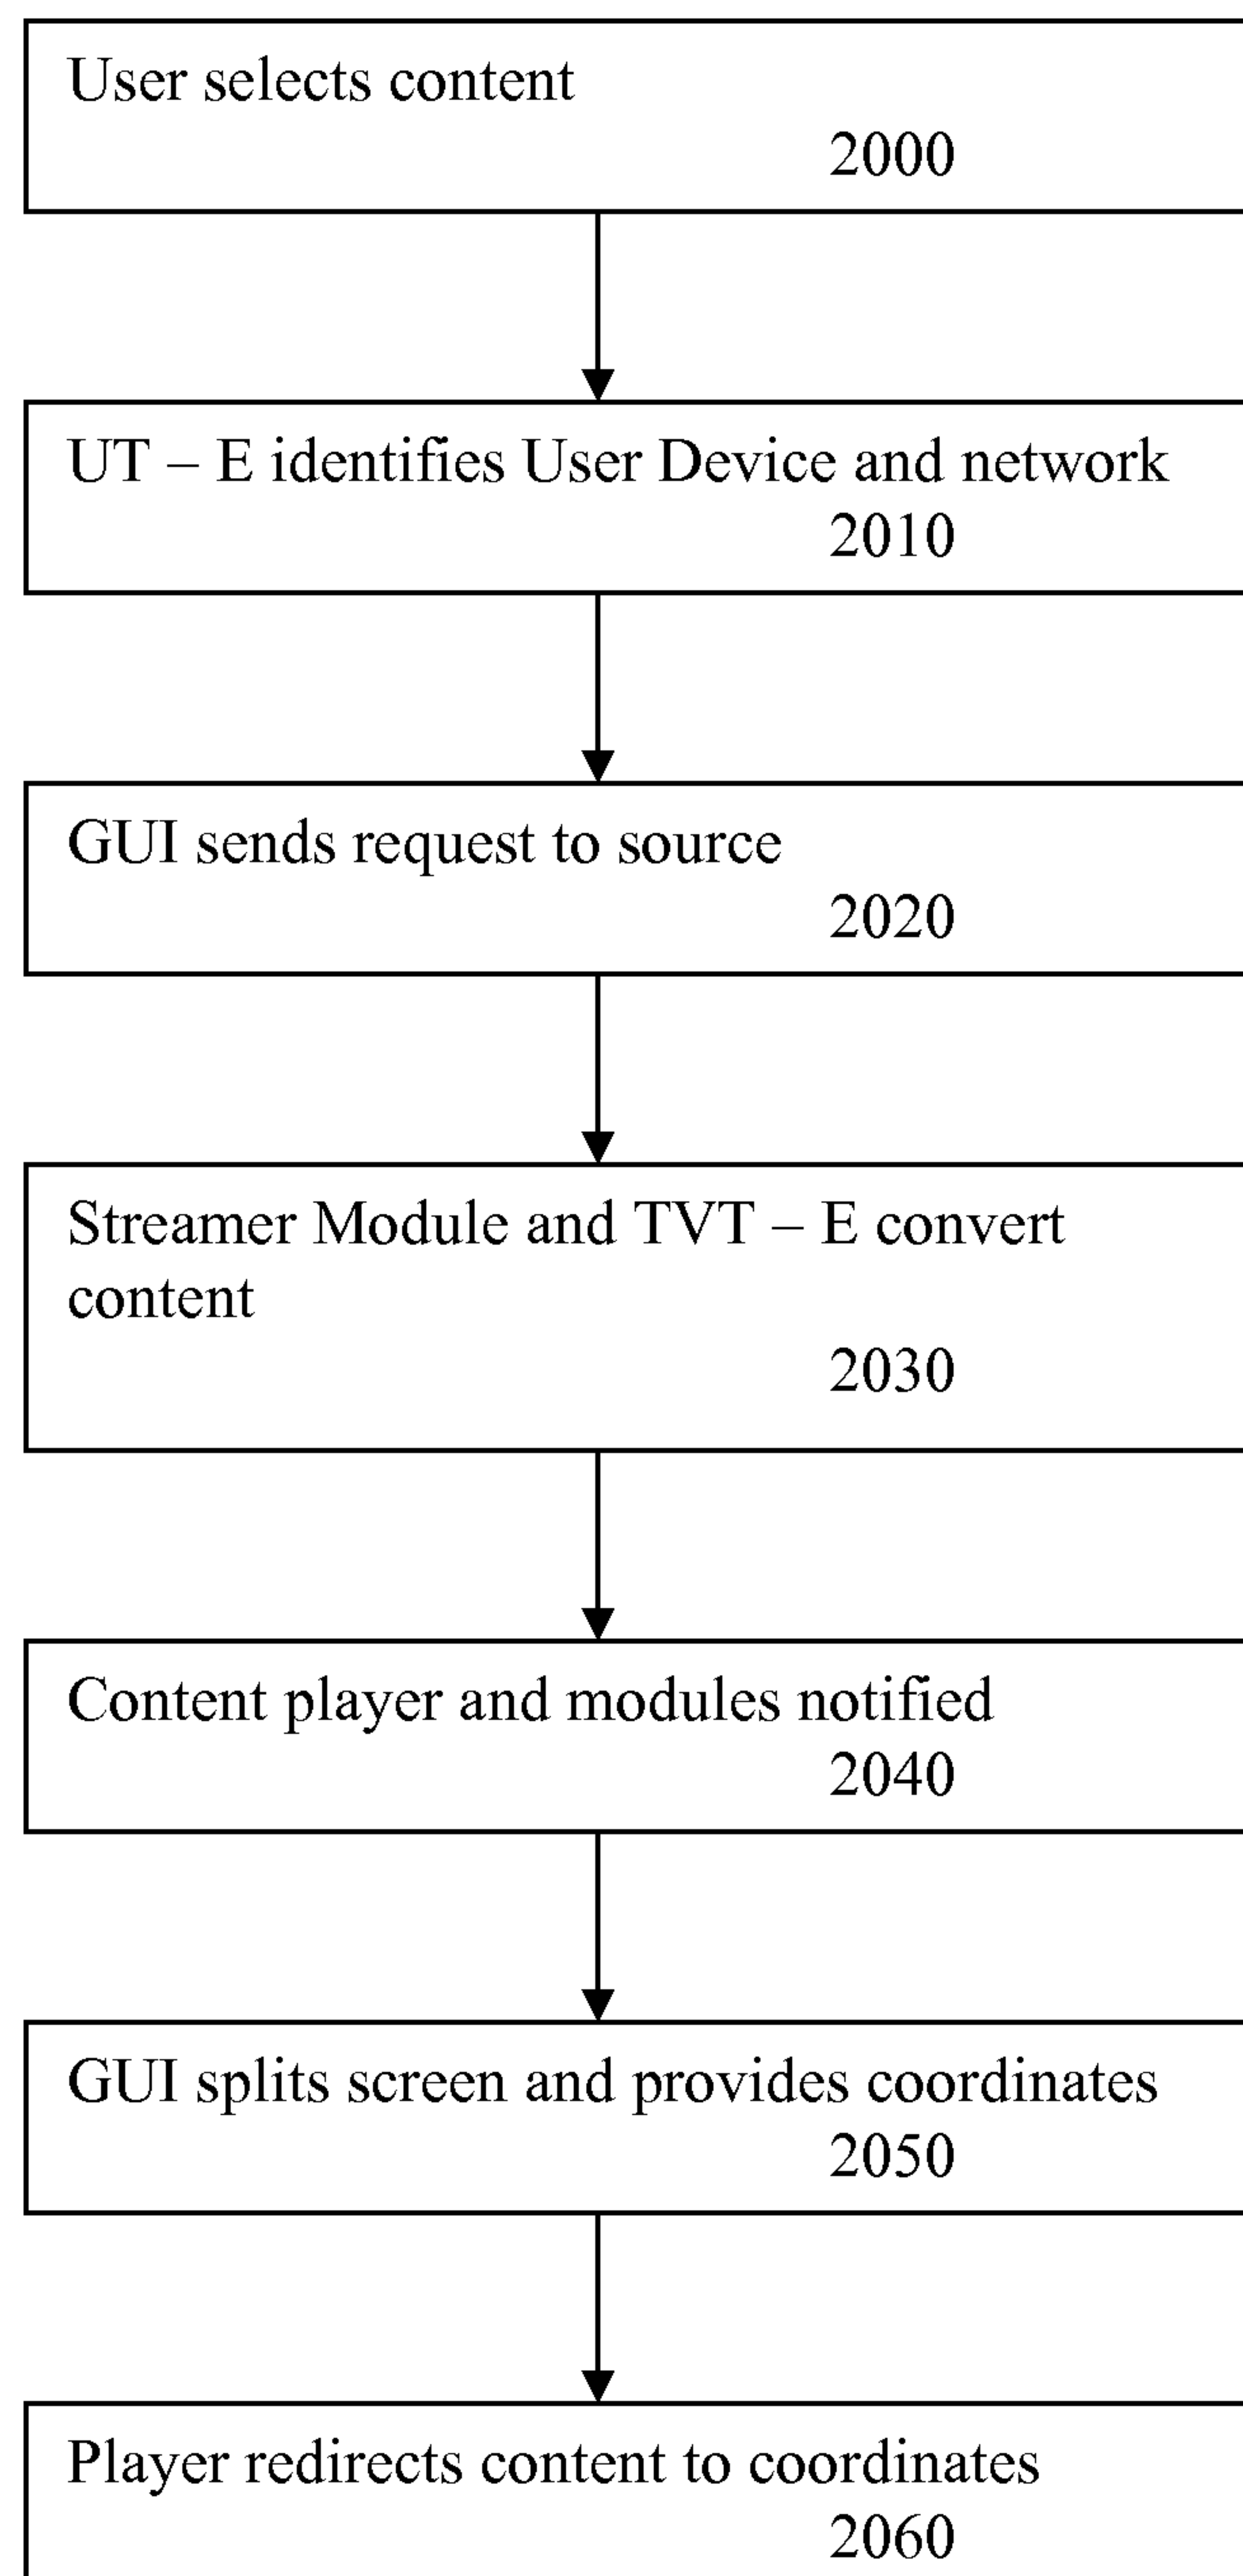 User selects content
2000
UT – E identifies User Device and network
2010
GUI sends request to source
2020
Streamer Module and TVT – E convert
content
2030
Content player and modules notified
2040
GUI splits screen and provides coordinates
2050
Player redirects content to coordinates
2060